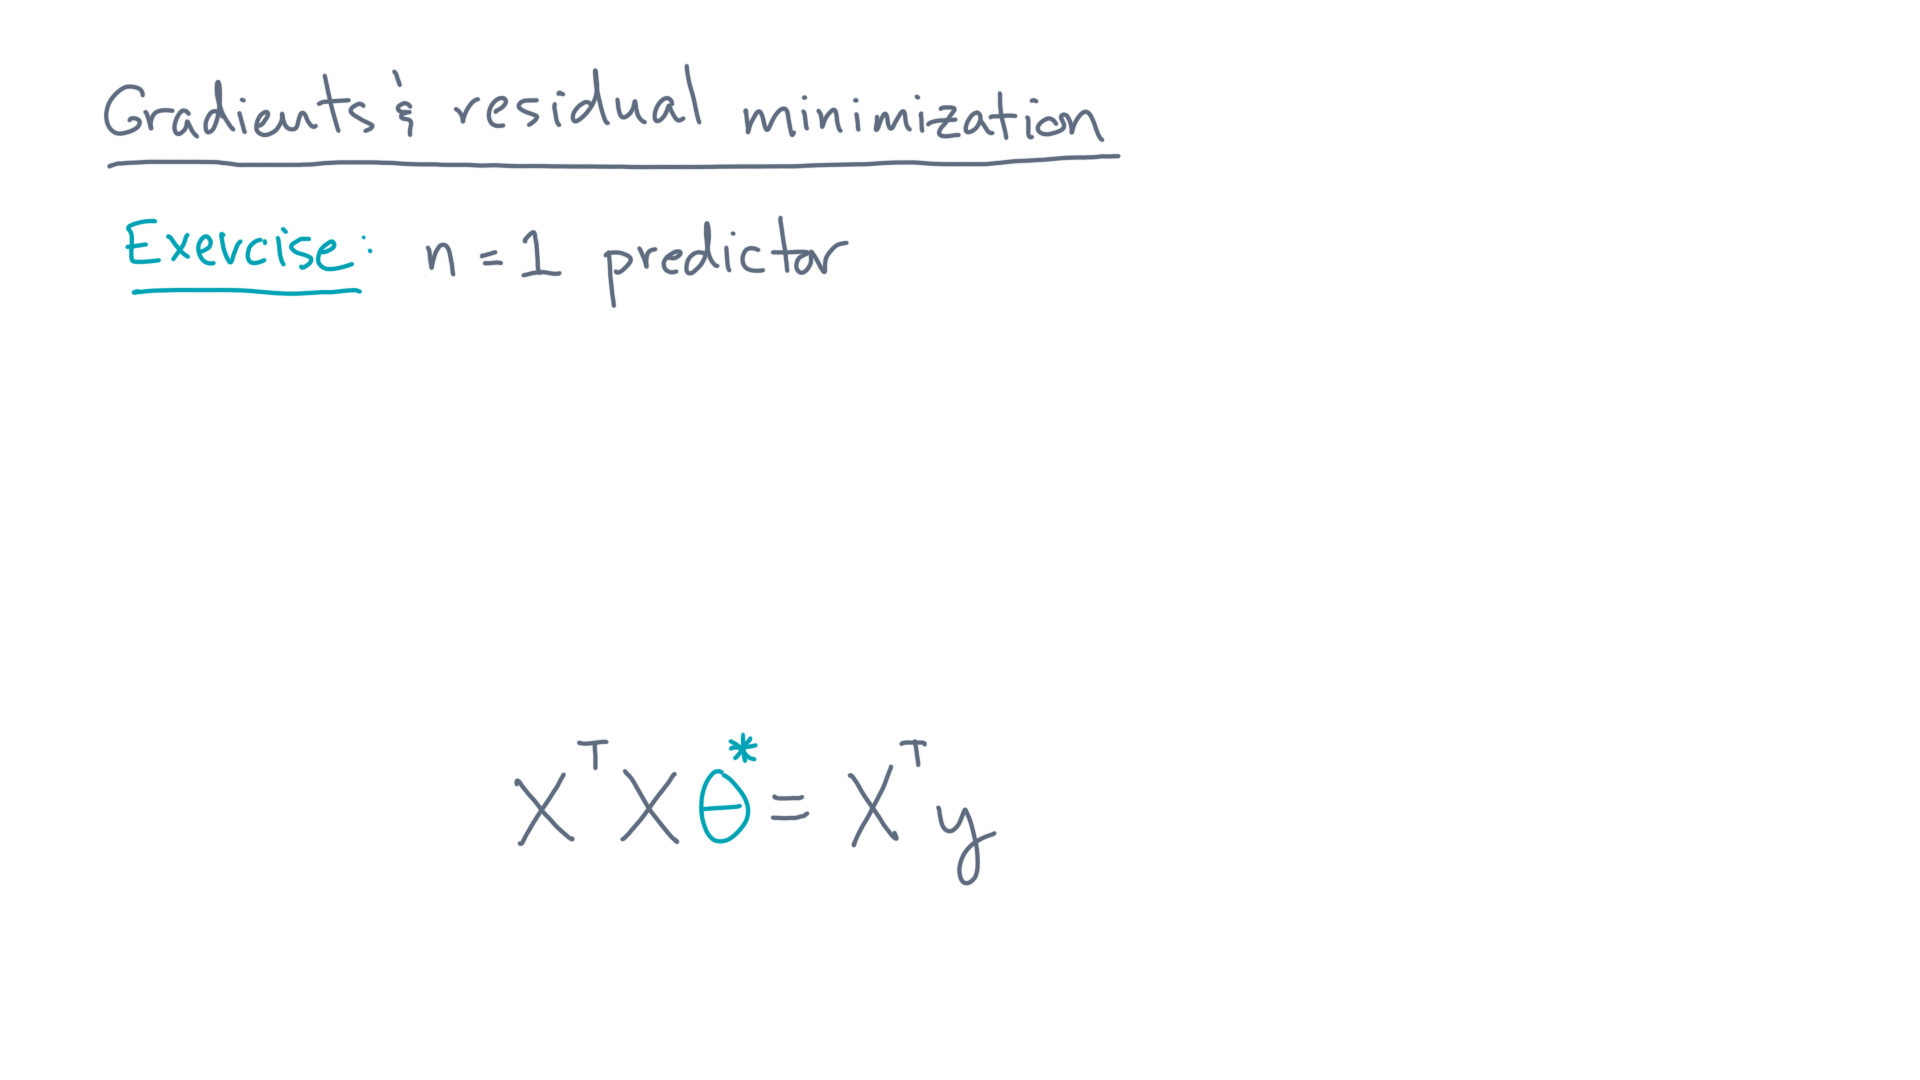 Gradients & residual minimization
Exercise: n = 1 predictor
X^T X θ^* = X^T y